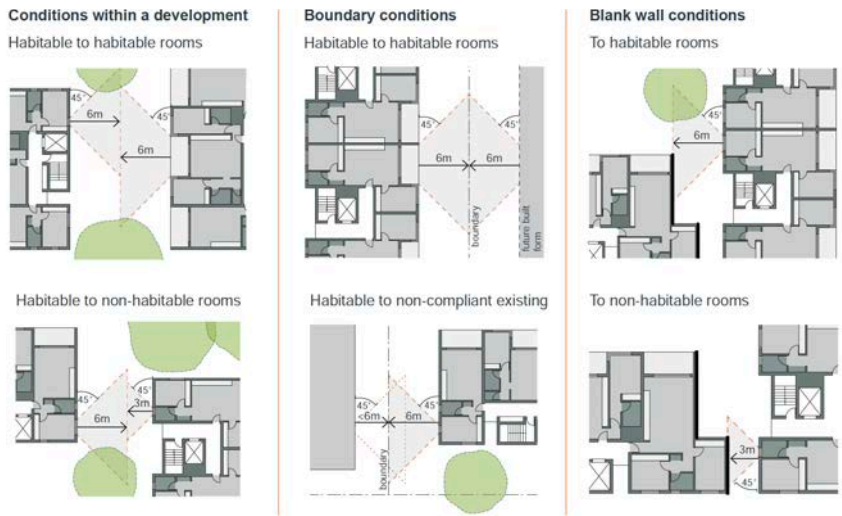 Conditions within a development
Habitable to habitable rooms
45°
6m
45°
6m
Habitable to non-habitable rooms
45°
45°
3m
6m
Boundary conditions
Habitable to habitable rooms
45°
45°
6m
6m
boundary
future built
form
Habitable to non-compliant existing
45°
45°
<6m
6m
boundary
Blank wall conditions
To habitable rooms
45°
6m
To non-habitable rooms
3m
45°